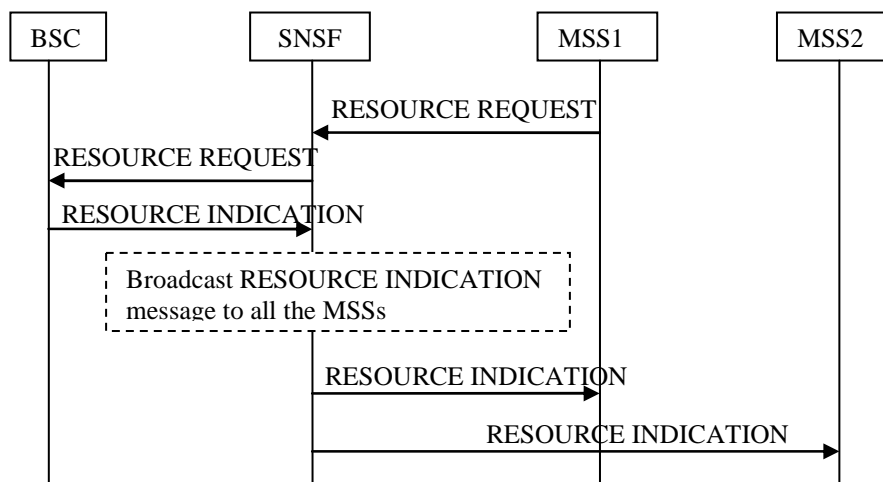 BSC
SNSF
MSS1
MSS2
RESOURCE REQUEST
RESOURCE REQUEST
RESOURCE INDICATION
Broadcast RESOURCE INDICATION
message to all the MSSs
RESOURCE INDICATION
RESOURCE INDICATION